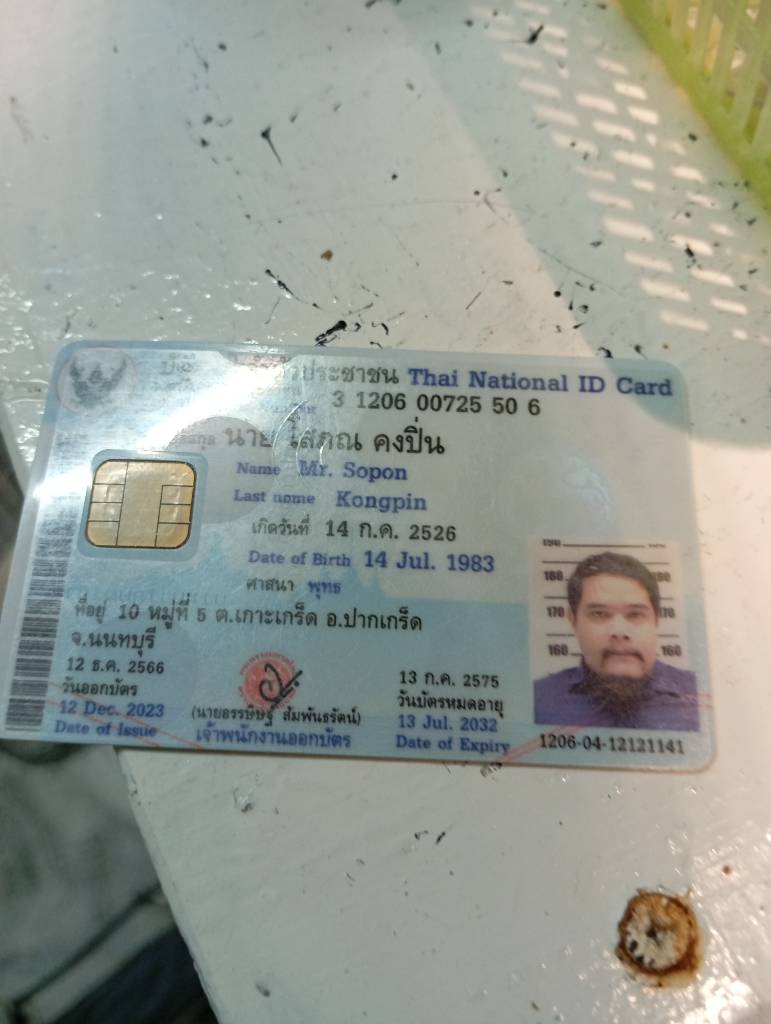 ประชาชน Thai National ID Card
3 1206 00725 50 6
นาย โสภณ คงปิ่น
Name Mr. Sopon
Last name Kongpin
เกิดวันที่ 14 ก.ค. 2526
Date of Birth 14 Jul. 1983
ศาสนา พุทธ
ที่อยู่ 10 หมู่ที่ 5 ต.เกาะเกร็ด อ.ปากเกร็ด
จ.นนทบุรี
12 ธ.ค. 2566
วันออกบัตร
12 Dec. 2023
Date of Issue
(นายอรรษิษฐ์ สัมพันธรัตน์)
เจ้าพนักงานออกบัตร
13 ก.ค. 2575
วันบัตรหมดอายุ
13 Jul. 2032
Date of Expiry
180
170 170
160 160
1206-04-12121141